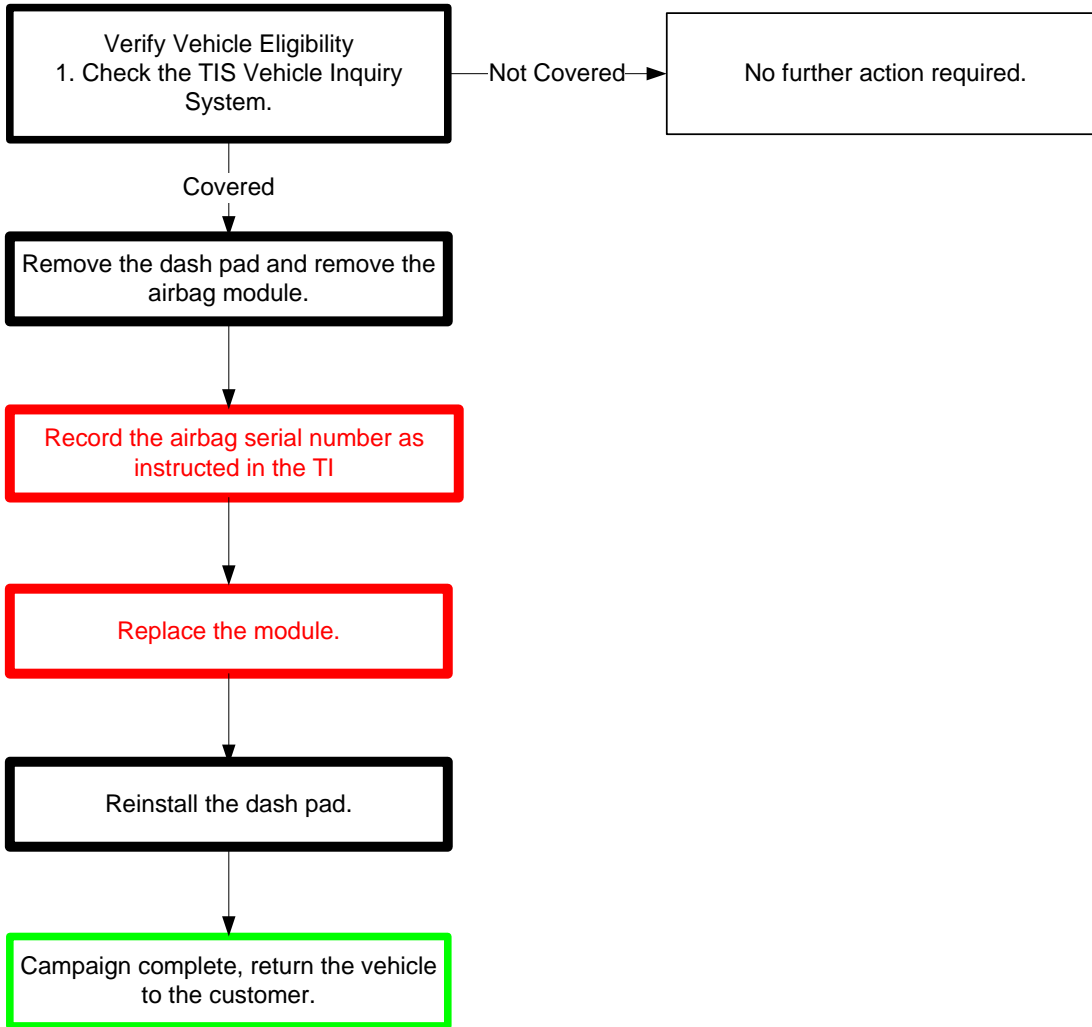 Verify Vehicle Eligibility
1. Check the TIS Vehicle Inquiry
System.
Not Covered
No further action required.
Covered
Remove the dash pad and remove the
airbag module.
Record the airbag serial number as
instructed in the TI
Replace the module.
Reinstall the dash pad.
Campaign complete, return the vehicle
to the customer.